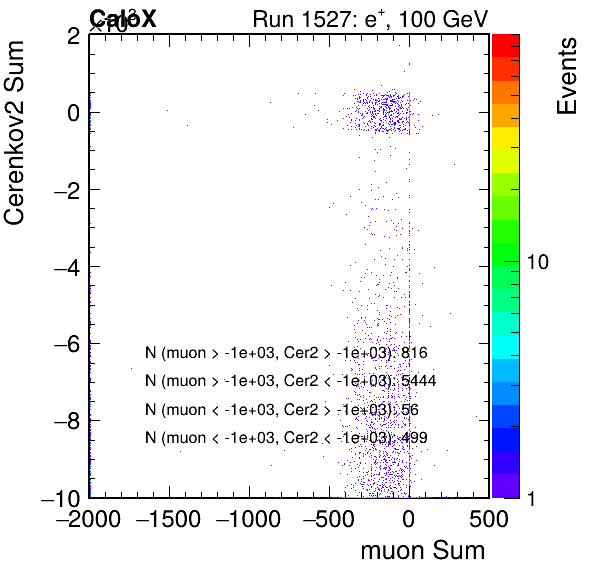 CaloX ×10³ Run 1527: e⁺, 100 GeV
Cerenkov2 Sum
Events
2
0
−2
−4
−6
−8
−10
10
1
N (muon > -1e+03, Cer2 > -1e+03): 816
N (muon > -1e+03, Cer2 < -1e+03): 5444
N (muon < -1e+03, Cer2 > -1e+03): 56
N (muon < -1e+03, Cer2 < -1e+03): 499
−2000 −1500 −1000 −500 0 500
muon Sum